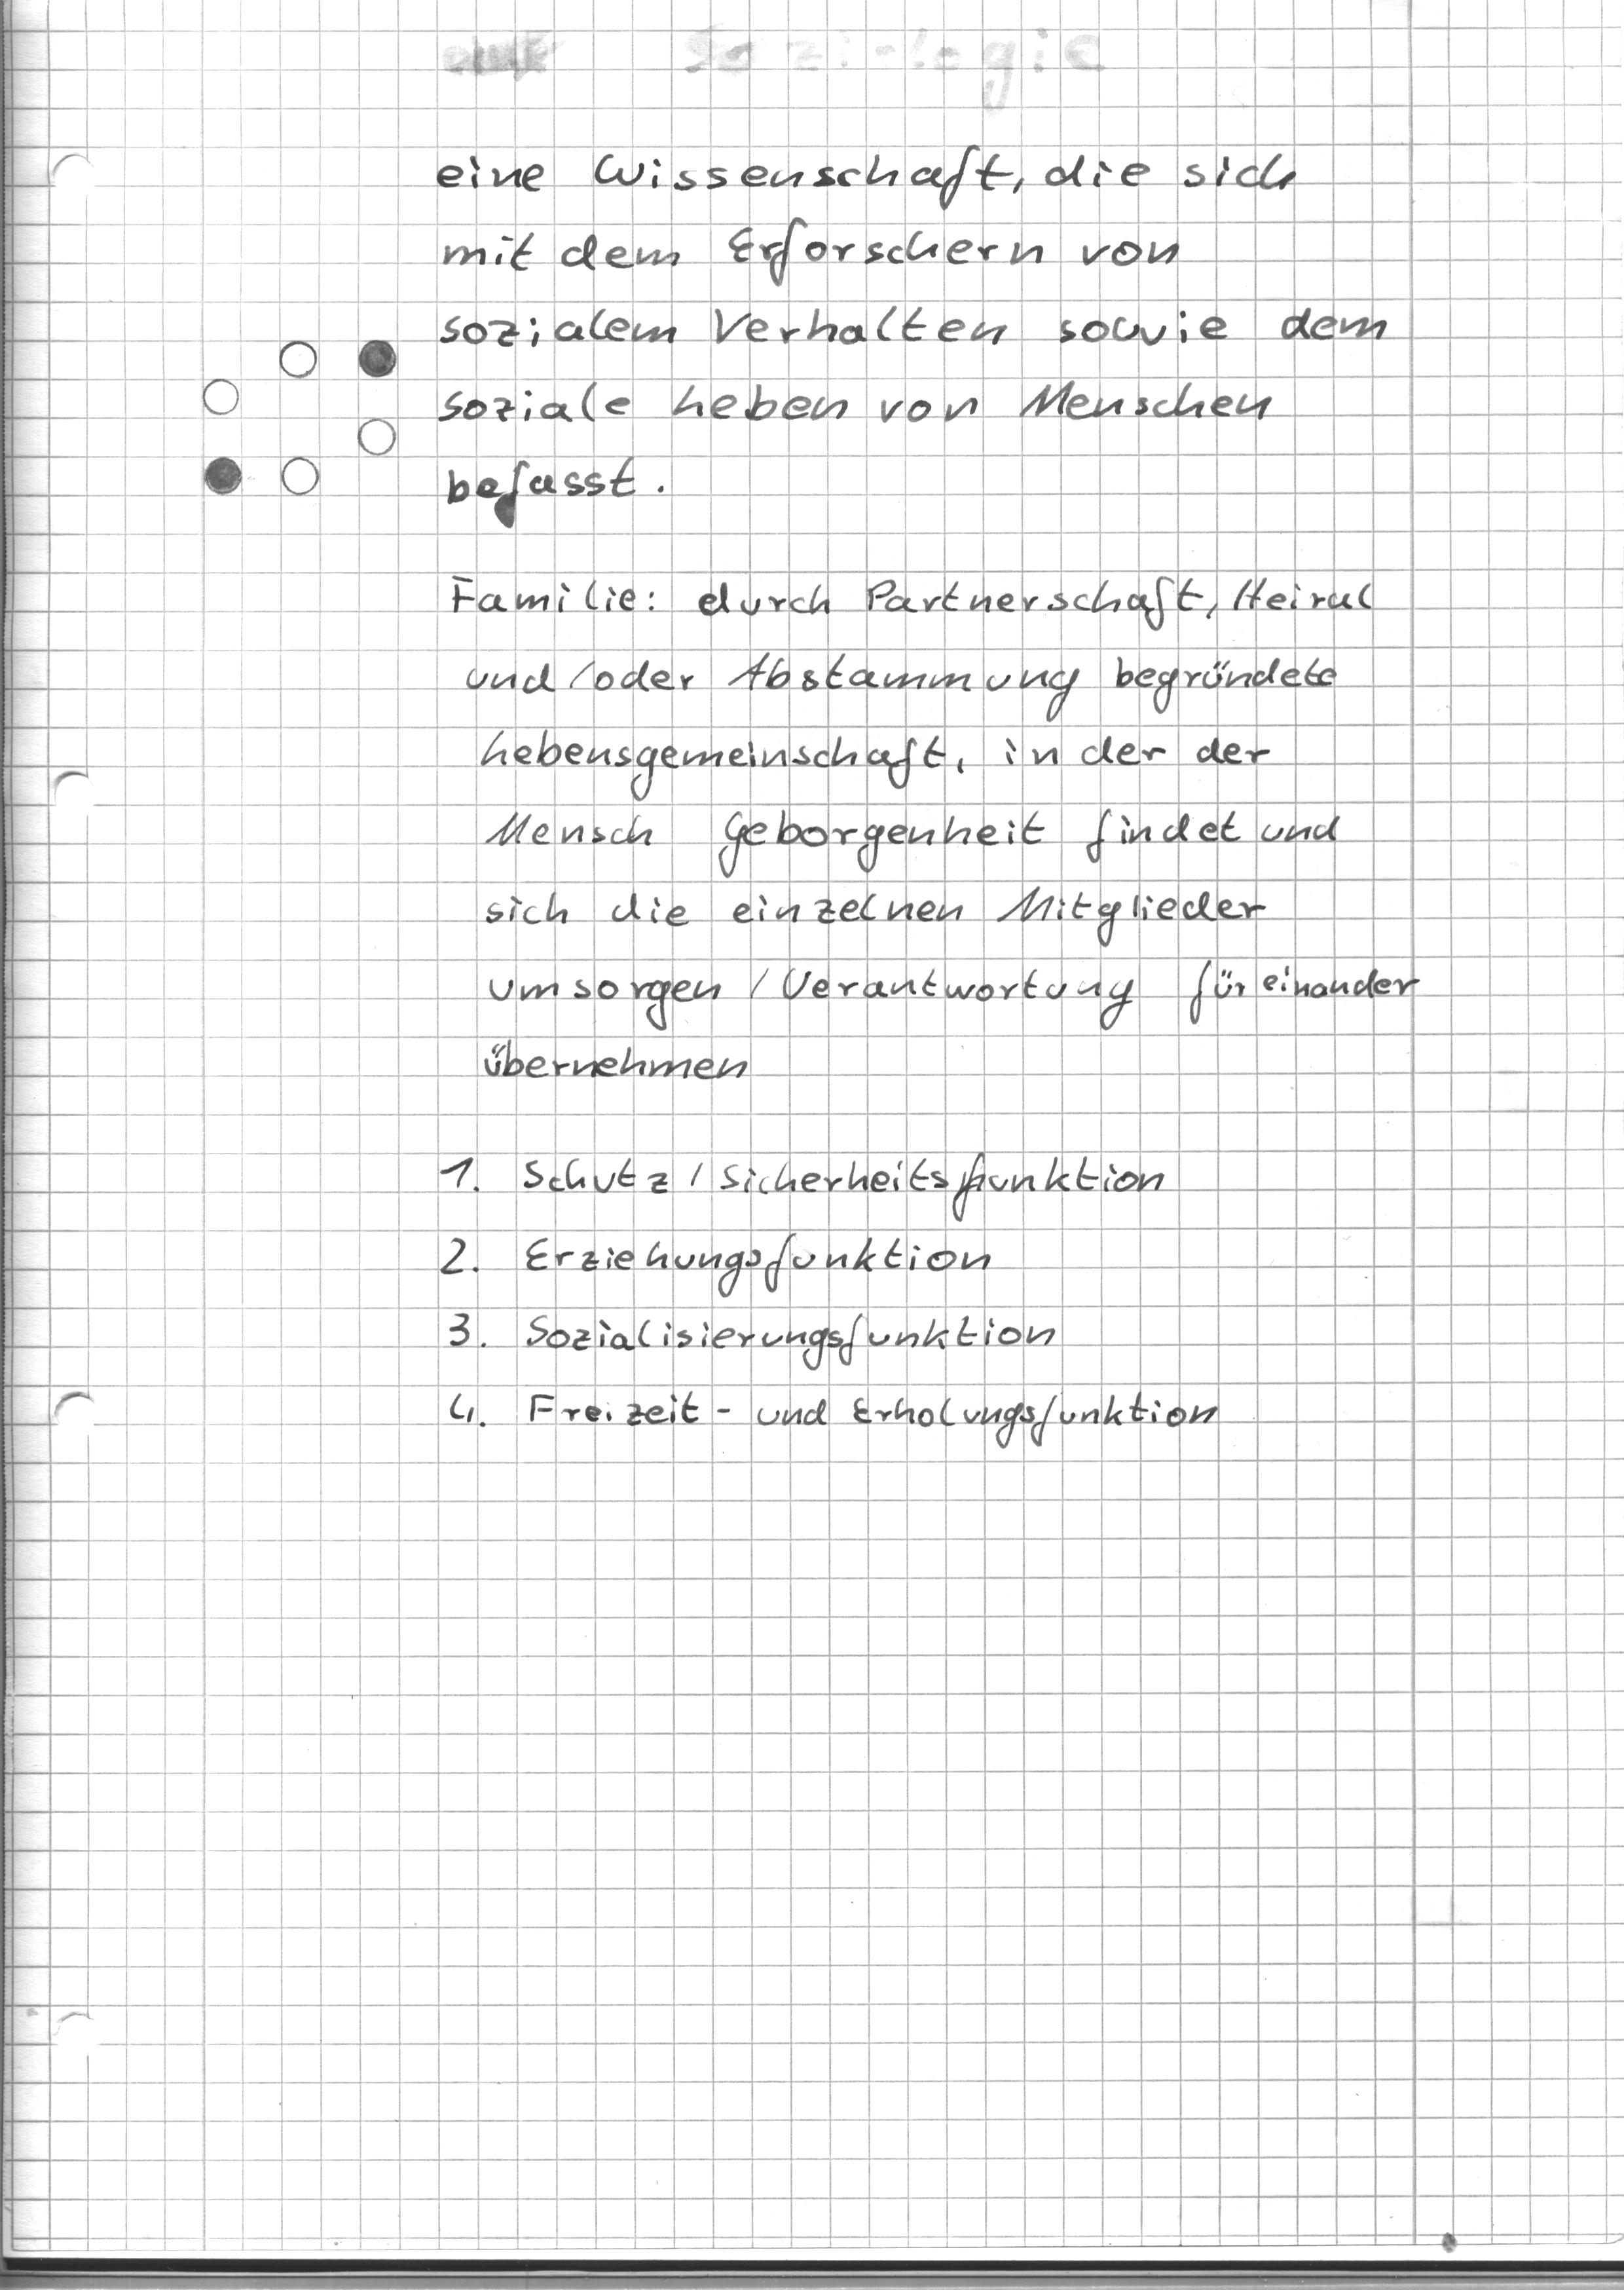 Soziologie
eine Wissenschaft, die sich
mit dem Erforschern von
sozialem Verhalten sowie dem
soziale Leben von Menschen
befasst.
Familie: durch Partnerschaft, Heirat
und/oder Abstammung begründete
Lebensgemeinschaft, in der der
Mensch Geborgenheit findet und
sich die einzelnen Mitglieder
umsorgen / Verantwortung für einander
übernehmen
1. Schutz / Sicherheitsfunktion
2. Erziehungsfunktion
3. Sozialisierungsfunktion
4. Freizeit- und Erholungsfunktion